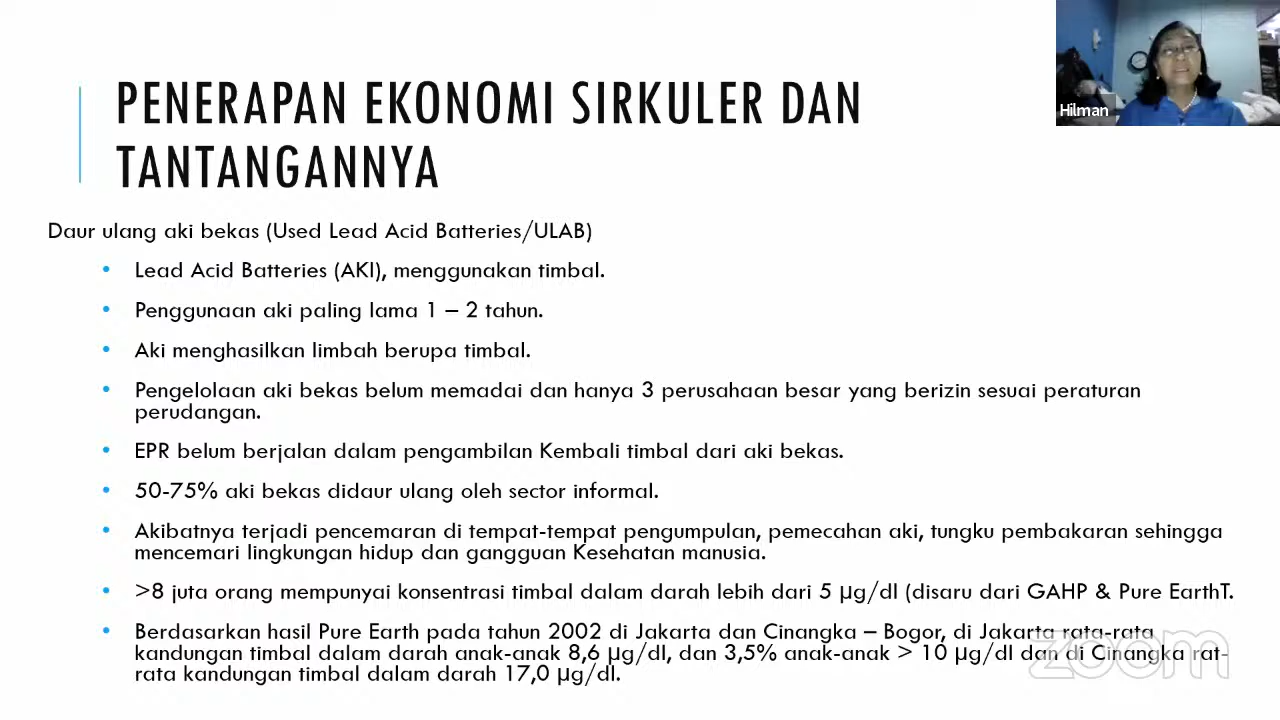 PENERAPAN EKONOMI SIRKULER DAN
TANTANGANNYA
Hilman
Daur ulang aki bekas (Used Lead Acid Batteries/ULAB)
• Lead Acid Batteries (AKI), menggunakan timbal.
• Penggunaan aki paling lama 1 – 2 tahun.
• Aki menghasilkan limbah berupa timbal.
• Pengelolaan aki bekas belum memadai dan hanya 3 perusahaan besar yang berizin sesuai peraturan
perudangan.
• EPR belum berjalan dalam pengambilan Kembali timbal dari aki bekas.
• 50-75% aki bekas didaur ulang oleh sector informal.
• Akibatnya terjadi pencemaran di tempat-tempat pengumpulan, pemecahan aki, tungku pembakaran sehingga
mencemari lingkungan hidup dan gangguan Kesehatan manusia.
• >8 juta orang mempunyai konsentrasi timbal dalam darah lebih dari 5 µg/dl (disaru dari GAHP & Pure EarthT.
• Berdasarkan hasil Pure Earth pada tahun 2002 di Jakarta dan Cinangka – Bogor, di Jakarta rata-rata
kandungan timbal dalam darah anak-anak 8,6 µg/dl, dan 3,5% anak-anak > 10 µg/dl dan di Cinangka rat-
rata kandungan timbal dalam darah 17,0 µg/dl.
zoom